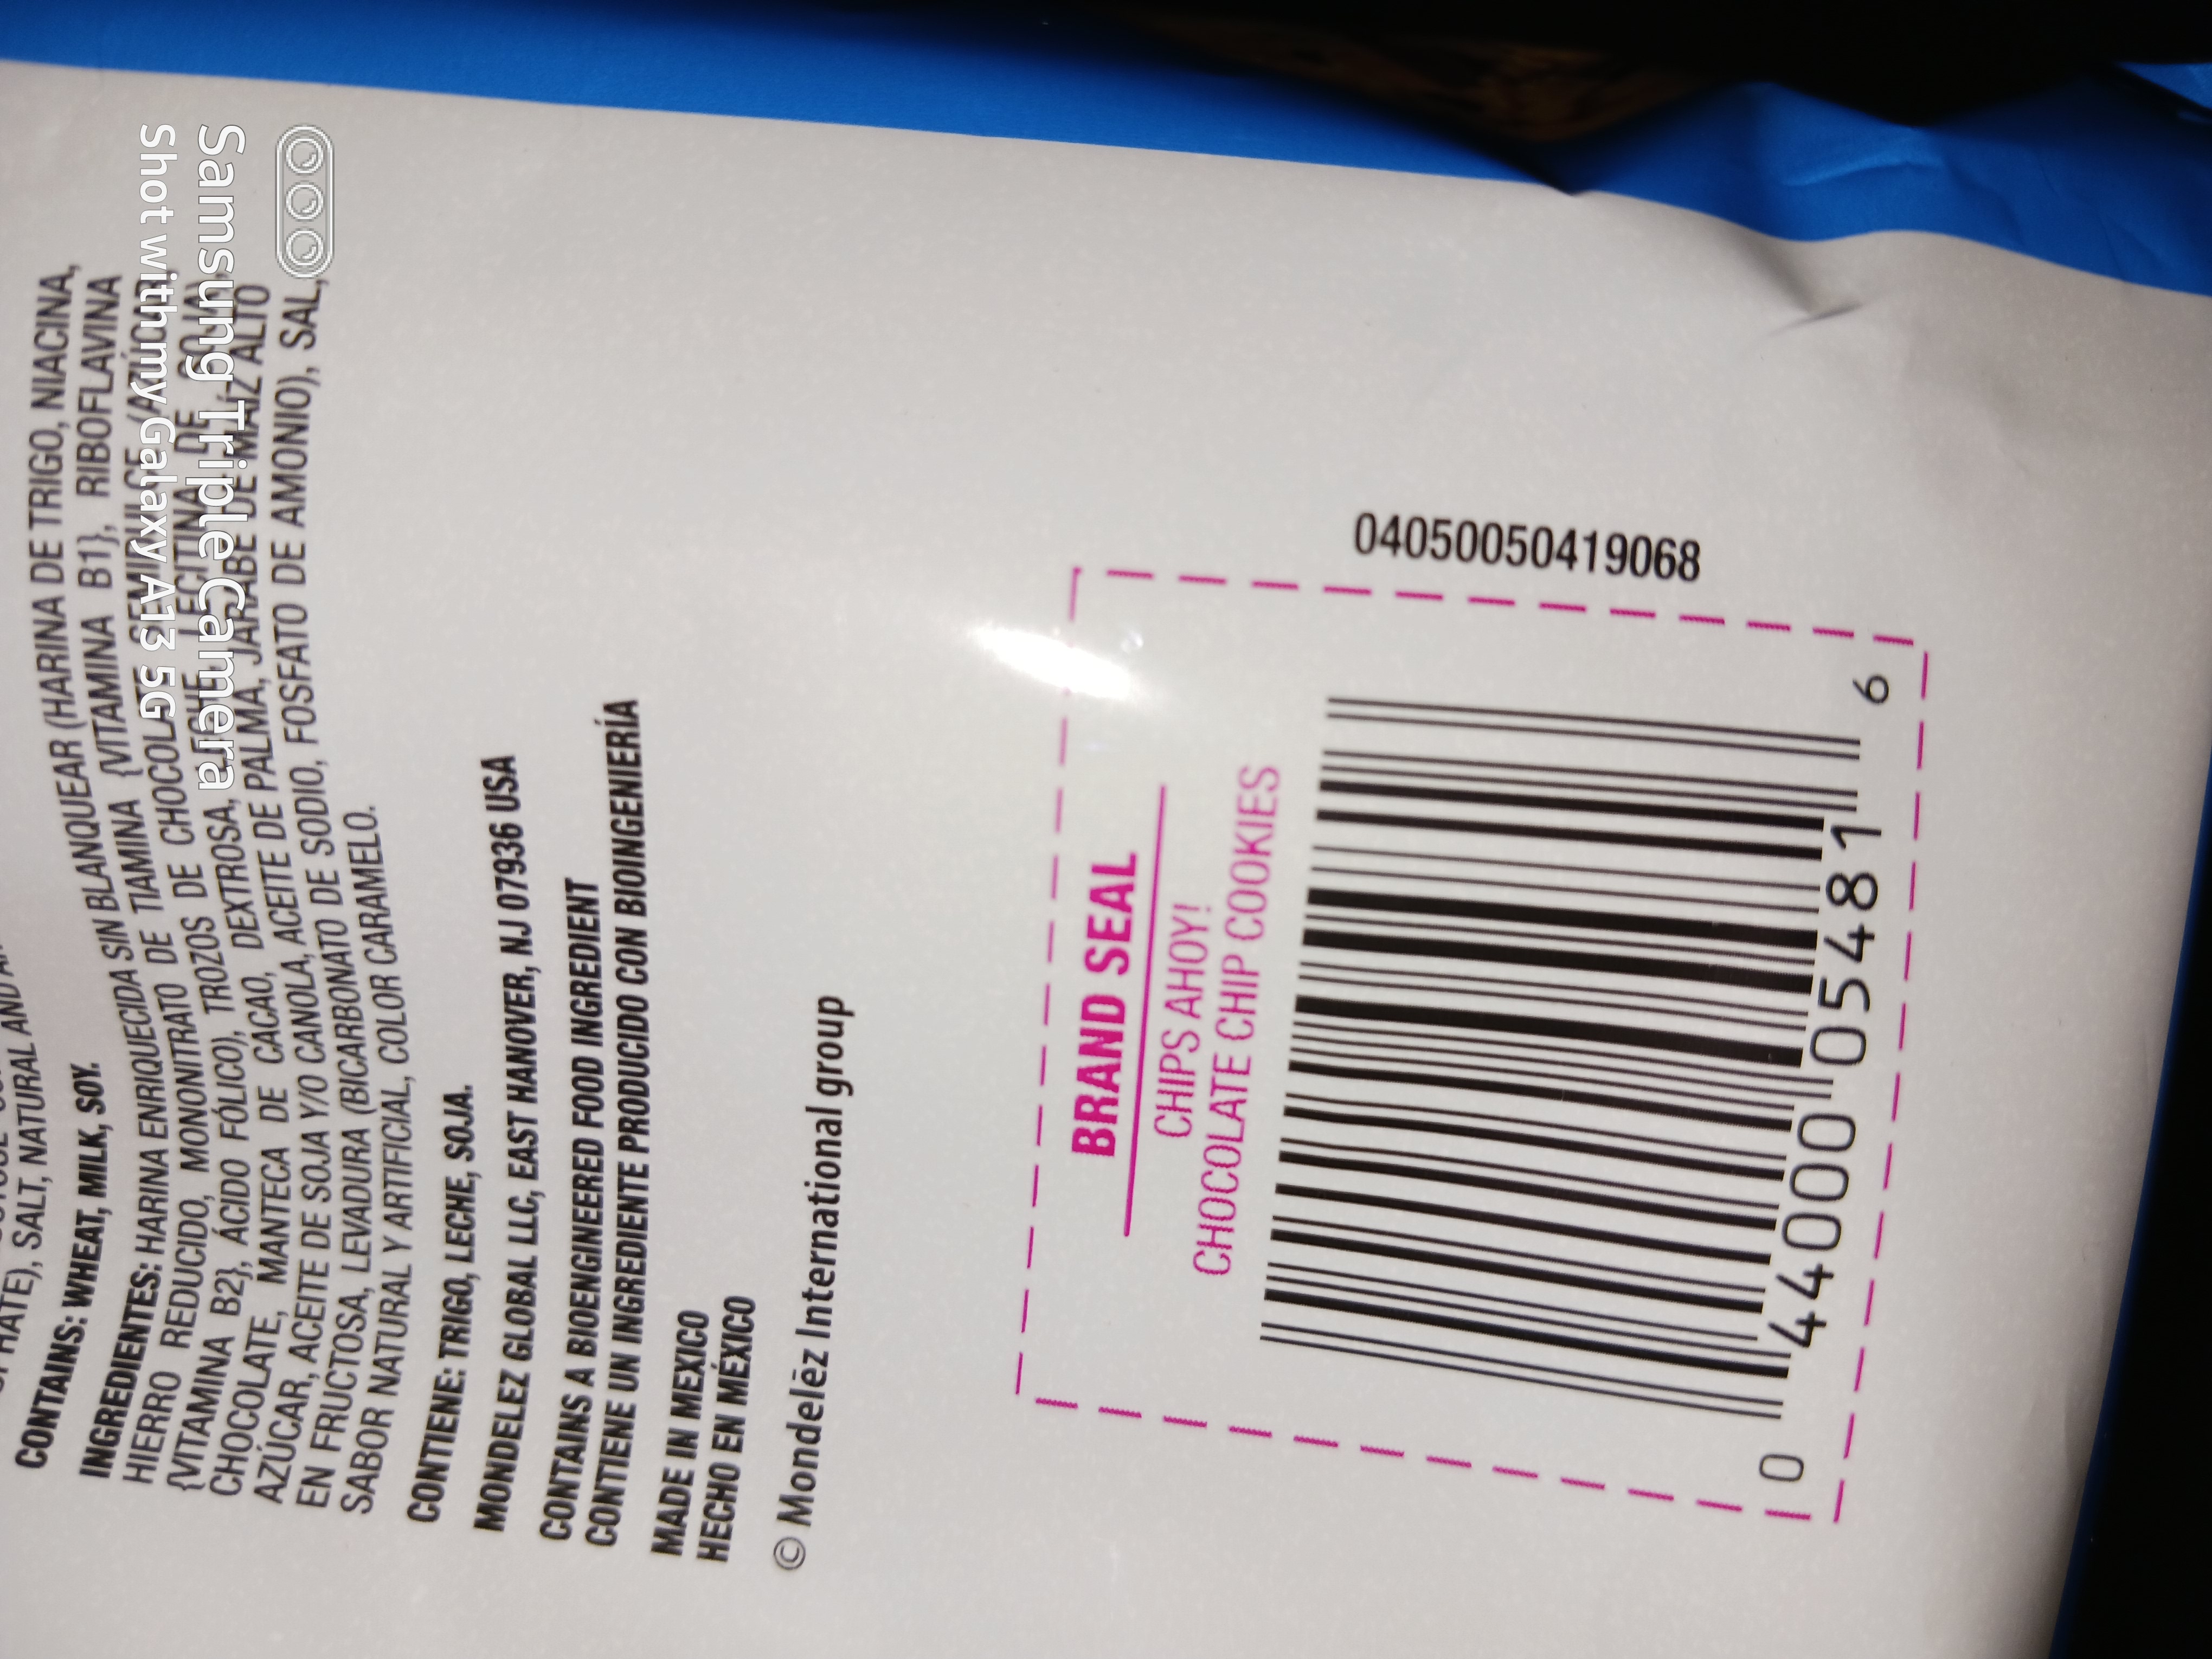 HATE), SALT, NATURAL AND
CONTAINS: WHEAT, MILK, SOY.
INGREDIENTES: HARINA ENRIQUECIDA SIN BLANQUEAR (HARINA DE TRIGO, NIACINA,
HIERRO REDUCIDO, MONONITRATO DE TIAMINA {VITAMINA B1}, RIBOFLAVINA
{VITAMINA B2}, ÁCIDO FÓLICO), TROZOS DE CHOCOLATE SEMIDULCE (AZÚCAR,
CHOCOLATE, MANTECA DE CACAO, DEXTROSA, LECHE, LECITINA DE SOJA),
AZÚCAR, ACEITE DE SOJA Y/O CANOLA, ACEITE DE PALMA, JARABE DE MAÍZ ALTO
EN FRUCTOSA, LEVADURA (BICARBONATO DE SODIO, FOSFATO DE AMONIO), SAL,
SABOR NATURAL Y ARTIFICIAL, COLOR CARAMELO.
CONTIENE: TRIGO, LECHE, SOJA.
MONDELEZ GLOBAL LLC, EAST HANOVER, NJ 07936 USA
CONTAINS A BIOENGINEERED FOOD INGREDIENT
CONTIENE UN INGREDIENTE PRODUCIDO CON BIOINGENIERÍA
MADE IN MEXICO
HECHO EN MÉXICO
© Mondelēz International group
BRAND SEAL
CHIPS AHOY!
CHOCOLATE CHIP COOKIES
0 44000 05481 6
04050050419068
Samsung Triple Camera
Shot with my Galaxy A13 5G